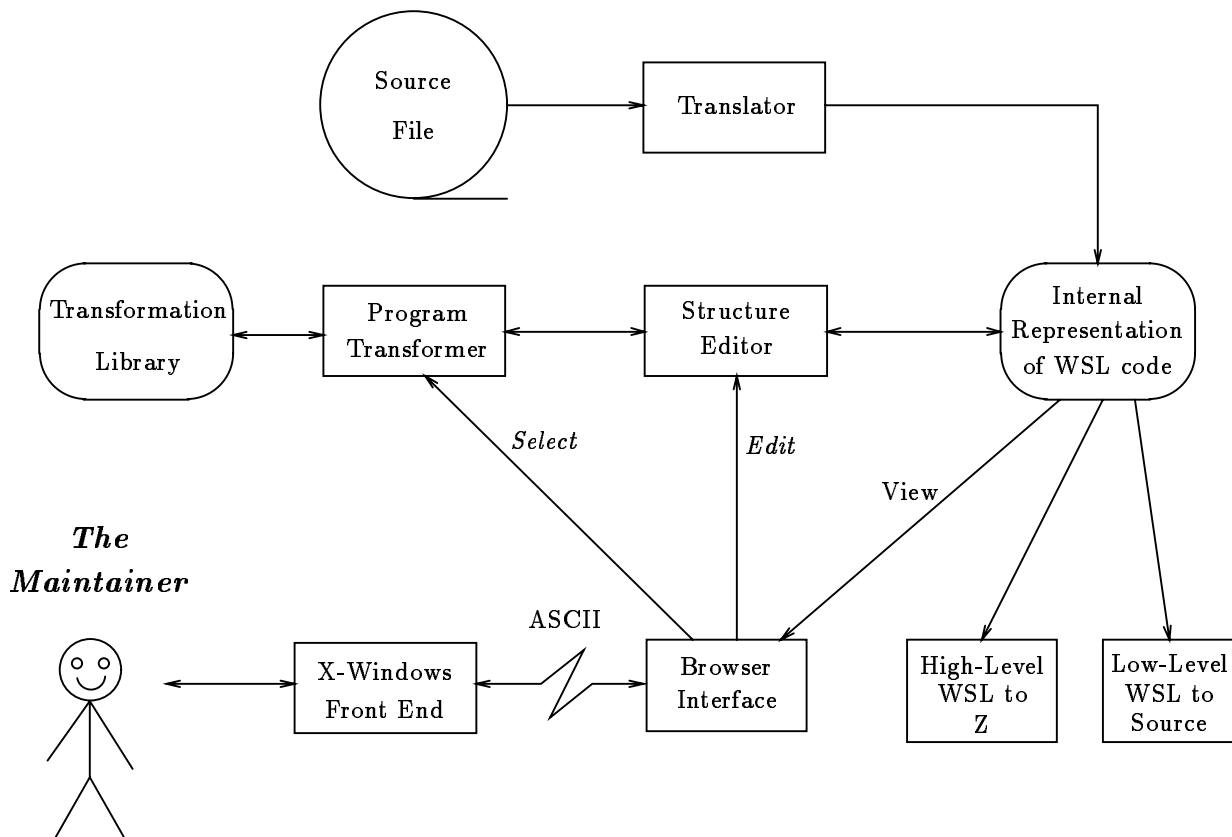 Source
File
Translator
Transformation
Library
Program
Transformer
Structure
Editor
Internal
Representation
of WSL code
Select
Edit
View
The
Maintainer
X-Windows
Front End
ASCII
Browser
Interface
High-Level
WSL to
Z
Low-Level
WSL to
Source